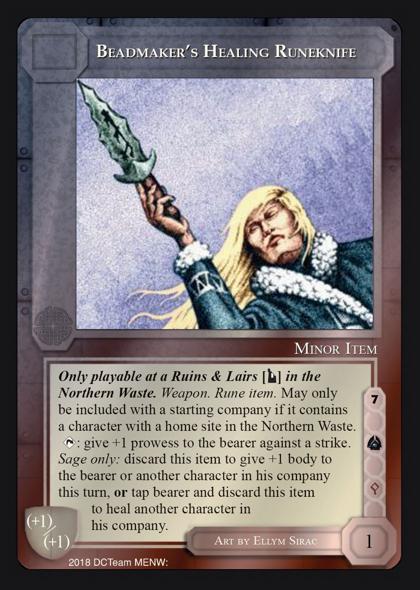 BEADMAKER'S HEALING RUNEKNIFE
MINOR ITEM
Only playable at a Ruins & Lairs [] in the
Northern Waste. Weapon. Rune item. May only
be included with a starting company if it contains
a character with a home site in the Northern Waste.
: give +1 prowess to the bearer against a strike.
Sage only: discard this item to give +1 body to
the bearer or another character in his company
this turn, or tap bearer and discard this item
to heal another character in
his company.
7
(+1)
(+1)
ART BY ELLYM SIRAC
1
2018 DCTeam MENW: